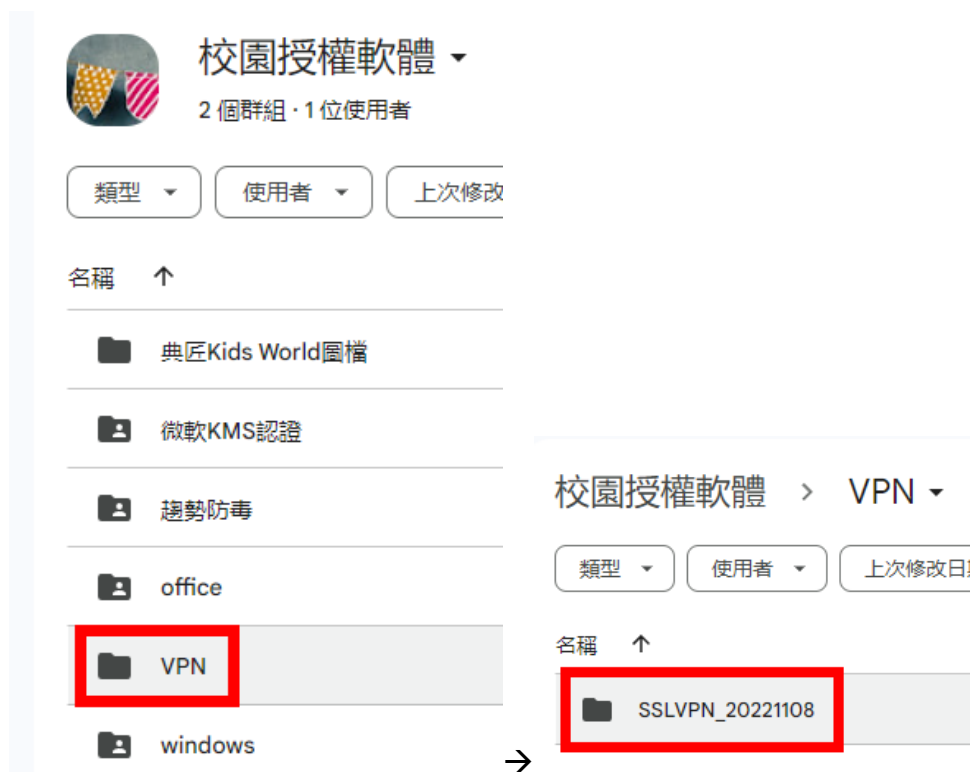 校園授權軟體
2 個群組 · 1 位使用者
類型 使用者 上次修改
名稱 ↑
典匠Kids World圖檔
微軟KMS認證
趨勢防毒
office
VPN
windows
→
校園授權軟體 > VPN
類型 使用者 上次修改日
名稱 ↑
SSLVPN_20221108